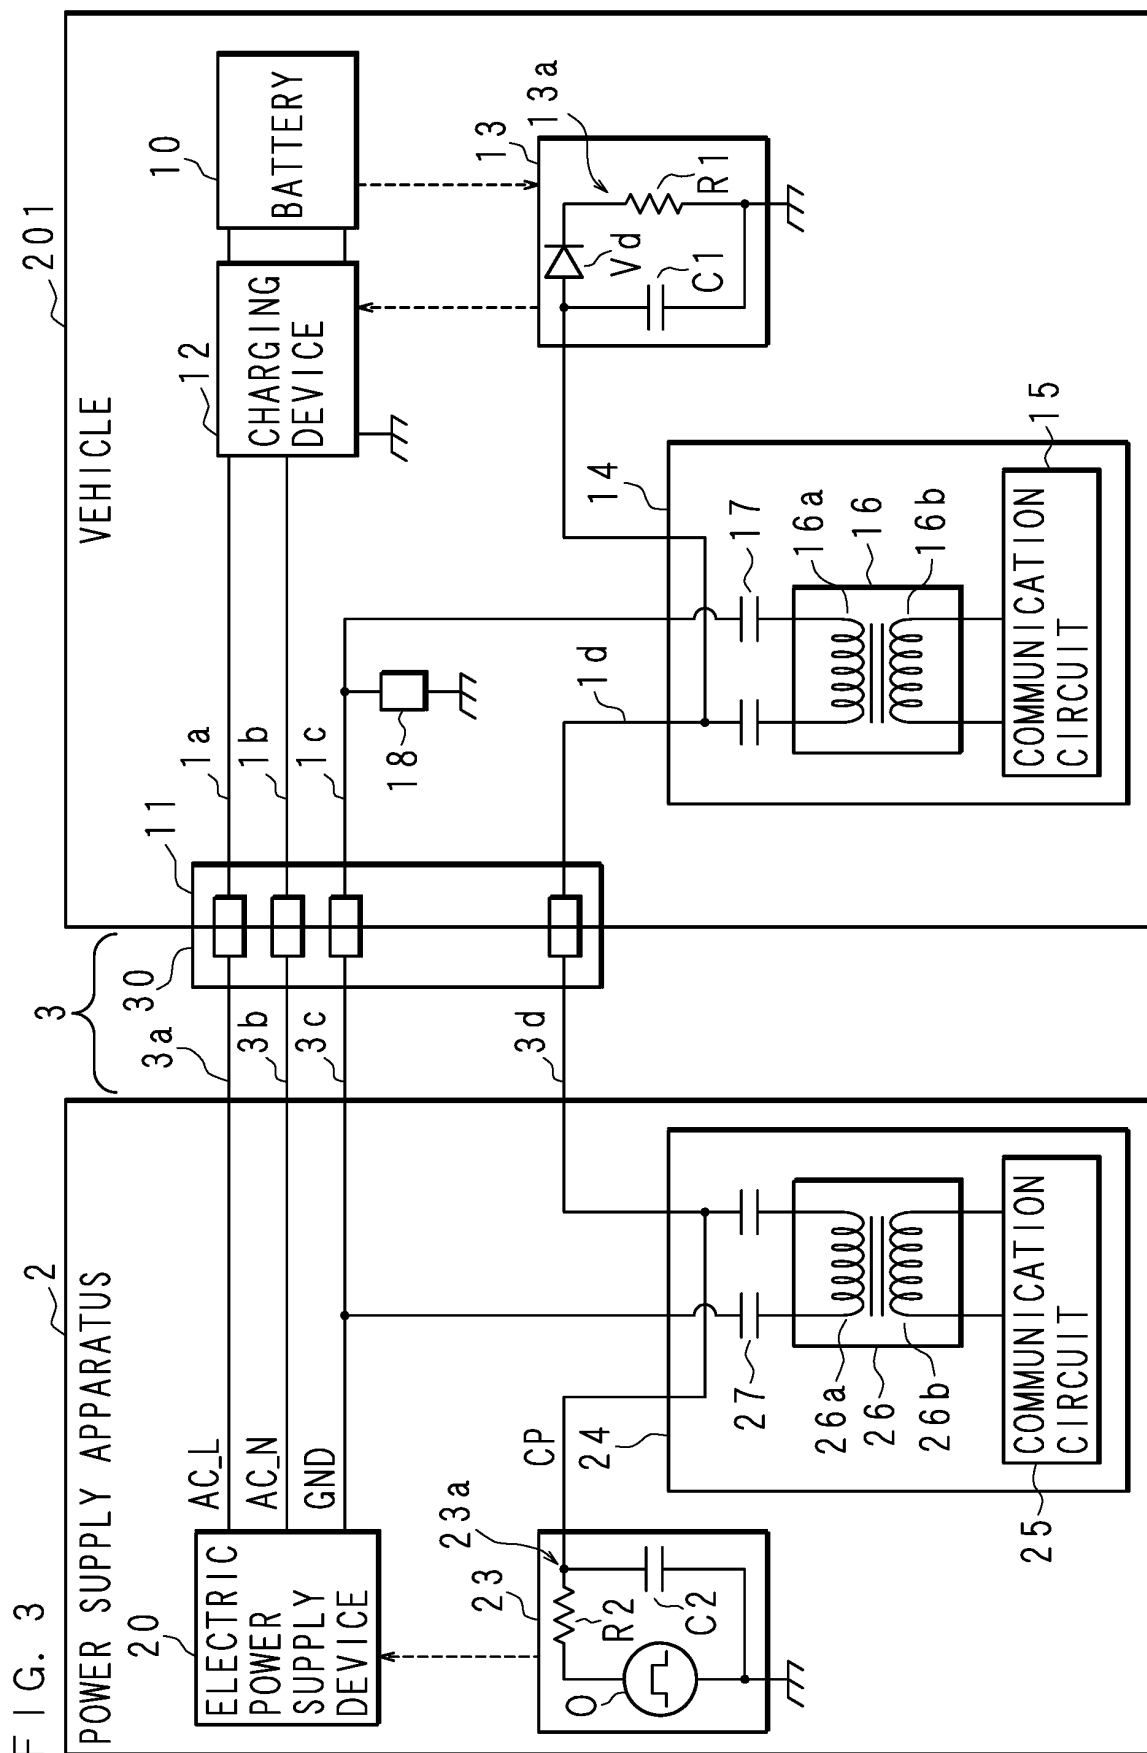 FIG. 3
POWER SUPPLY APPARATUS
2
3
VEHICLE
201
20
ELECTRIC
POWER
SUPPLY
DEVICE
AC_L
AC_N
GND
3a
3b
3c
3d
30
11
1a
1b
1c
1d
18
12
CHARGING
DEVICE
10
BATTERY
23
23a
O
R2
C2
CP
24
27
26a
26
26b
25
COMMUNICATION
CIRCUIT
14
17
16a
16
16b
15
COMMUNICATION
CIRCUIT
13
13a
Vd
R1
C1